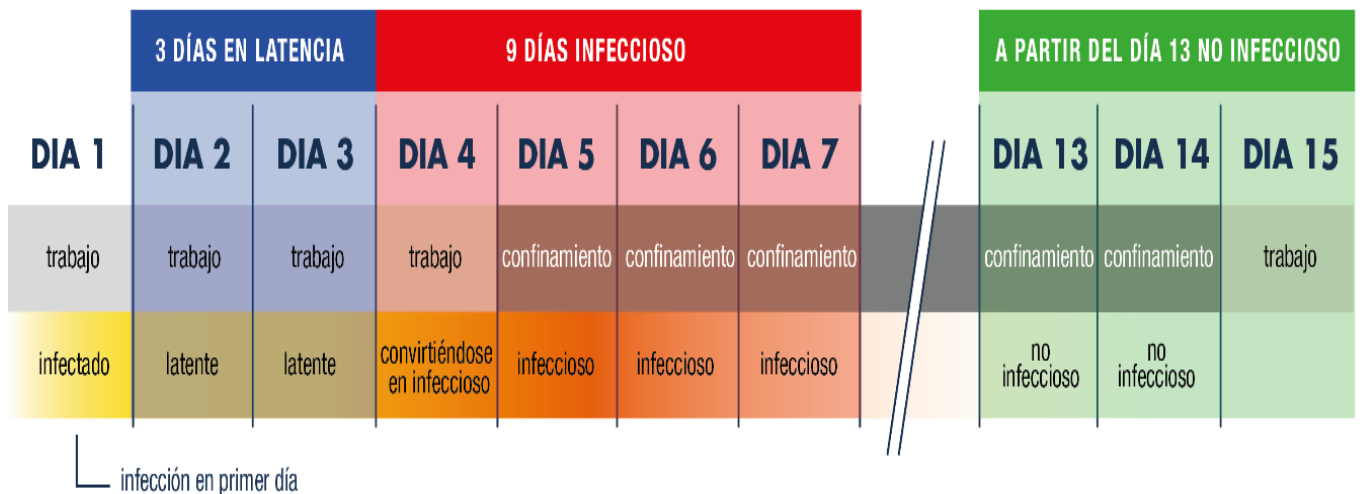 3 DÍAS EN LATENCIA
9 DÍAS INFECCIOSO
A PARTIR DEL DÍA 13 NO INFECCIOSO
DIA 1 DIA 2 DIA 3 DIA 4 DIA 5 DIA 6 DIA 7 DIA 13 DIA 14 DIA 15
trabajo trabajo trabajo trabajo confinamiento confinamiento confinamiento confinamiento confinamiento trabajo
infectado latente latente convirtiéndose en infeccioso infeccioso infeccioso infeccioso no infeccioso no infeccioso
infección en primer día